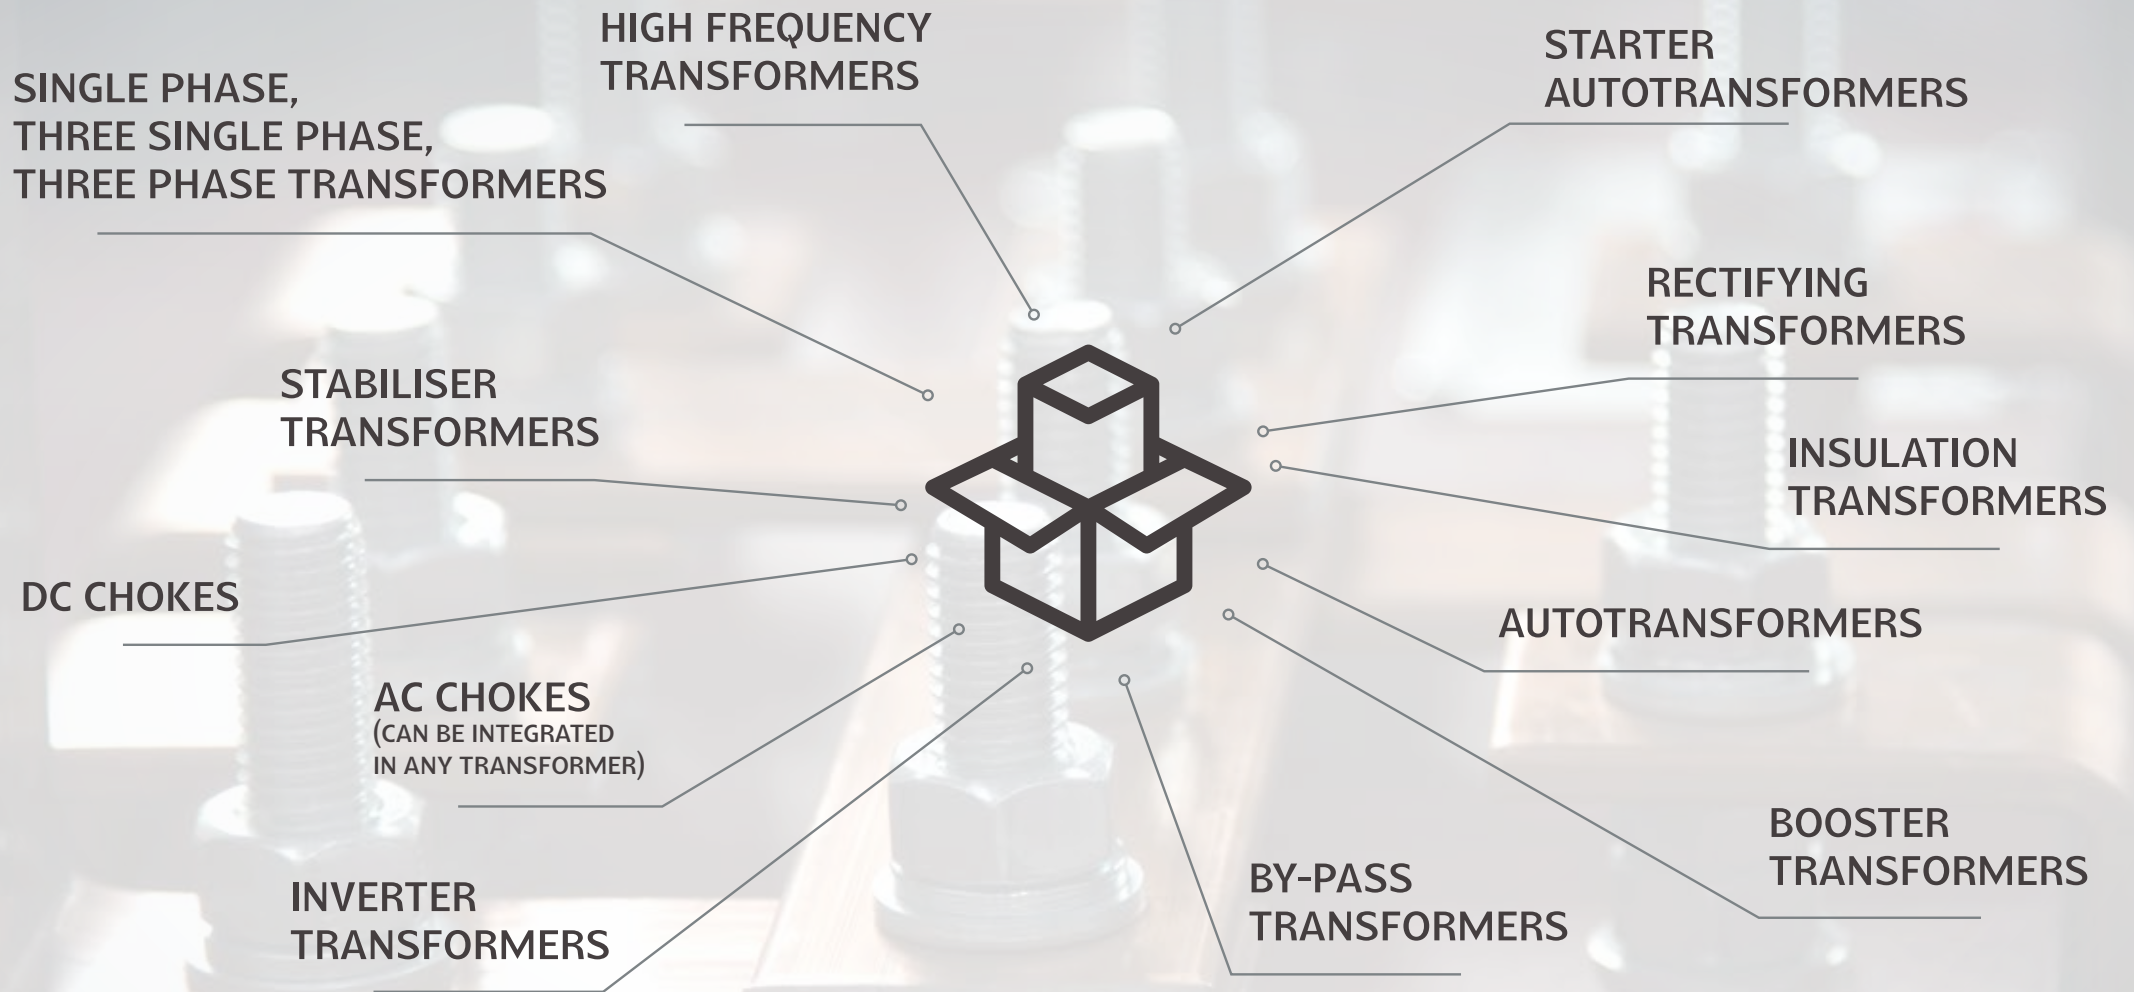 HIGH FREQUENCY
TRANSFORMERS
STARTER
AUTOTRANSFORMERS
SINGLE PHASE,
THREE SINGLE PHASE,
THREE PHASE TRANSFORMERS
RECTIFYING
TRANSFORMERS
STABILISER
TRANSFORMERS
INSULATION
TRANSFORMERS
DC CHOKES
AUTOTRANSFORMERS
AC CHOKES
(CAN BE INTEGRATED
IN ANY TRANSFORMER)
BOOSTER
TRANSFORMERS
BY-PASS
TRANSFORMERS
INVERTER
TRANSFORMERS